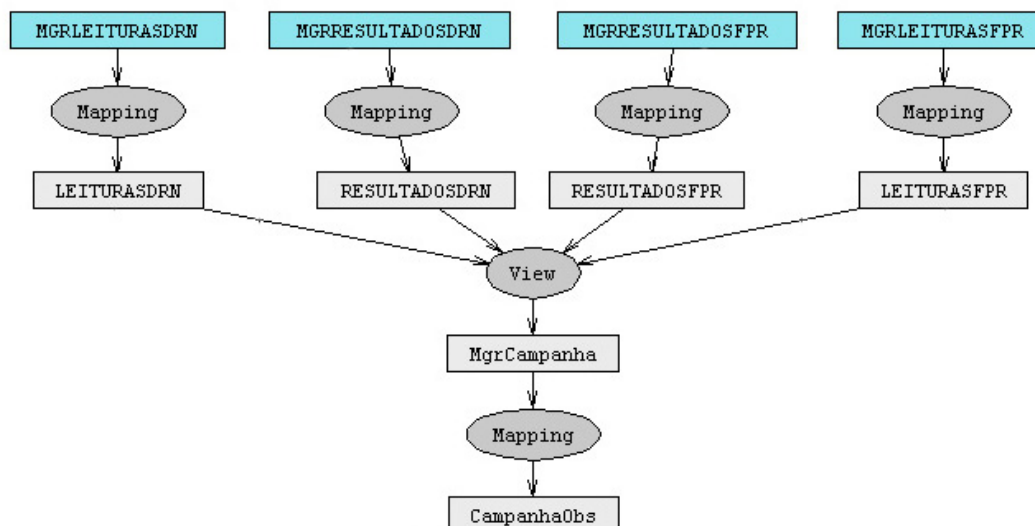 MGRLEITURASDRN
MGRRESULTADOSDRN
MGRRESULTADOSFPR
MGRLEITURASFPR
Mapping
Mapping
Mapping
Mapping
LEITURASDRN
RESULTADOSDRN
RESULTADOSFPR
LEITURASFPR
View
MgrCampanha
Mapping
CampanhaObs